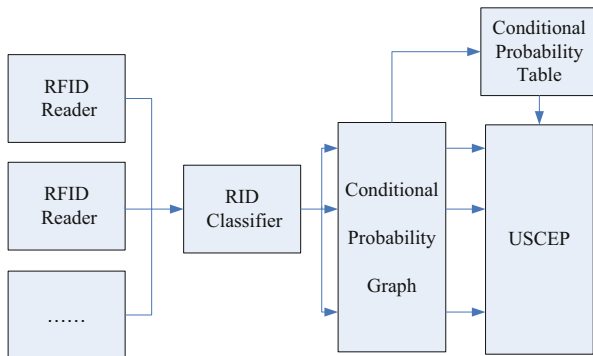 RFID
Reader
RFID
Reader
......
RID
Classifier
Conditional
Probability
Graph
Conditional
Probability
Table
USCEP